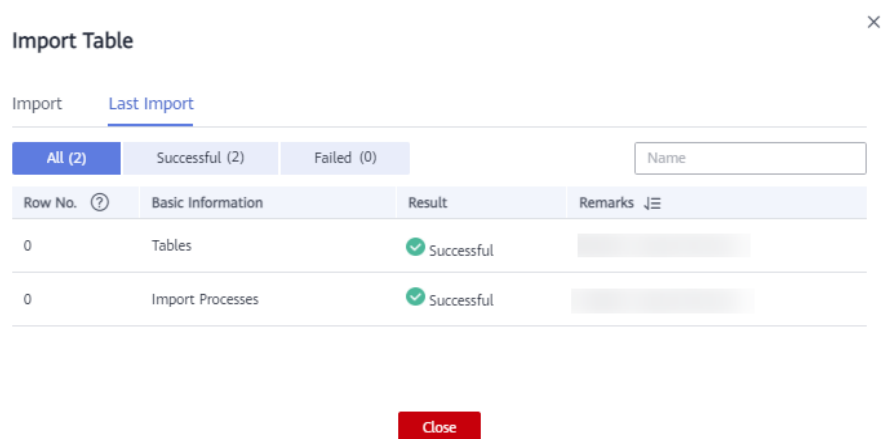 Import Table
Import Last Import
All (2) Successful (2) Failed (0) Name
Row No. Basic Information Result Remarks
0 Tables Successful
0 Import Processes Successful
Close